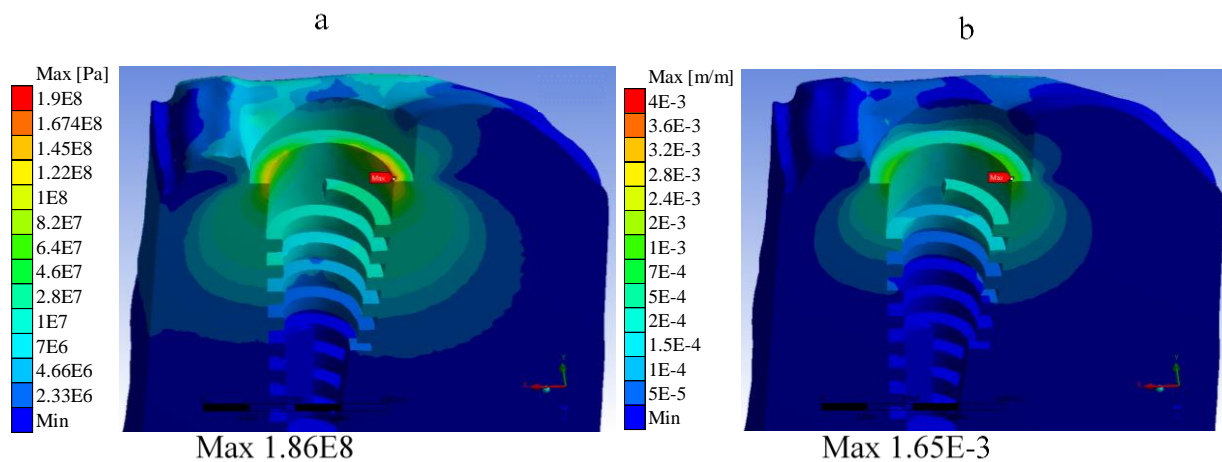 a
b
Max [Pa]
1.9E8
1.674E8
1.45E8
1.22E8
1E8
8.2E7
6.4E7
4.6E7
2.8E7
1E7
7E6
4.66E6
2.33E6
Min
Max
Max 1.86E8
Max [m/m]
4E-3
3.6E-3
3.2E-3
2.8E-3
2.4E-3
2E-3
1E-3
7E-4
5E-4
2E-4
1.5E-4
1E-4
5E-5
Min
Max
Max 1.65E-3